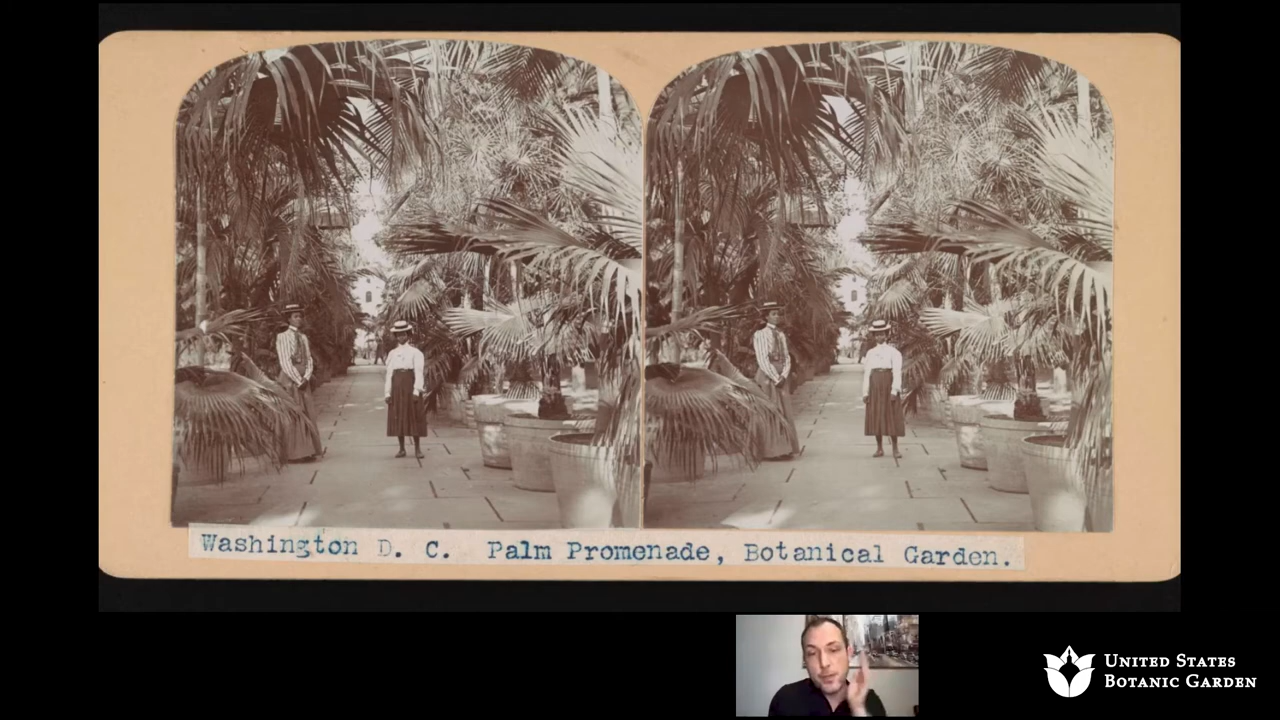 Washington D. C. Palm Promenade, Botanical Garden.
UNITED STATES
BOTANIC GARDEN